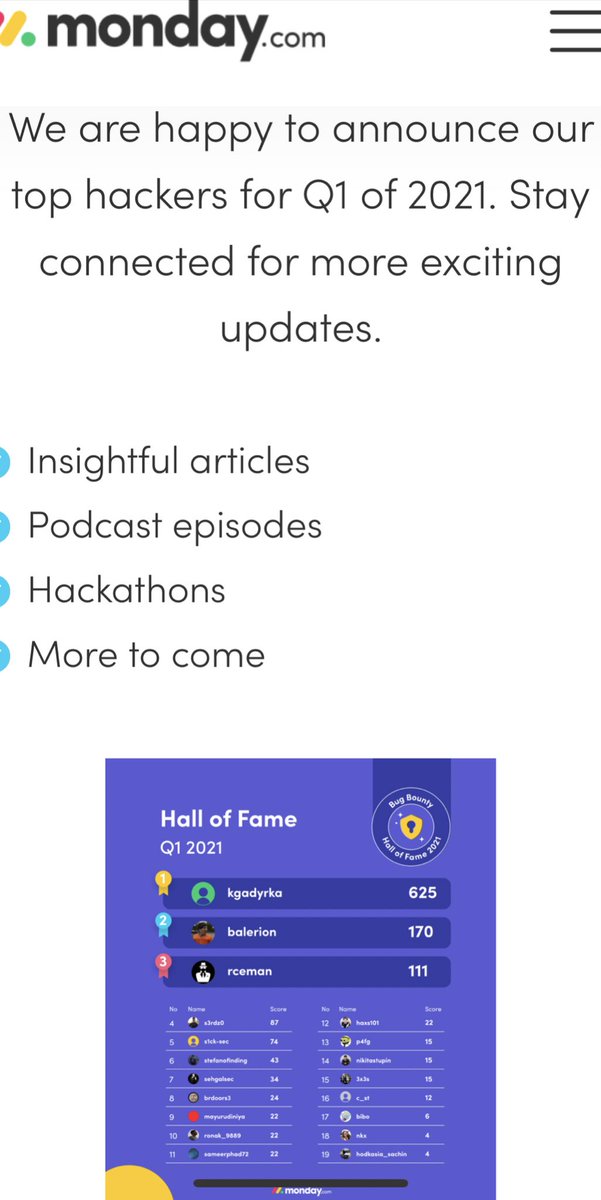 monday.com
We are happy to announce our
top hackers for Q1 of 2021. Stay
connected for more exciting
updates.
Insightful articles
Podcast episodes
Hackathons
More to come
Hall of Fame
Q1 2021
Bug Bounty
Hall of Fame 2021
1 kgadyrka 625
2 balerion 170
3 rceman 111
No Name Score
4 s3rdz0 87
5 s1ck-sec 74
6 stefanofinding 43
7 sehgalsec 34
8 brdoors3 24
9 mayurudiniya 22
10 ronak_9889 22
11 sameerphad72 22
No Name Score
12 haxs101 22
13 p4fg 15
14 nikitastupin 15
15 3x3s 15
16 c_st 12
17 bibo 6
18 nkx 4
19 hodkasia_sachin 4
monday.com